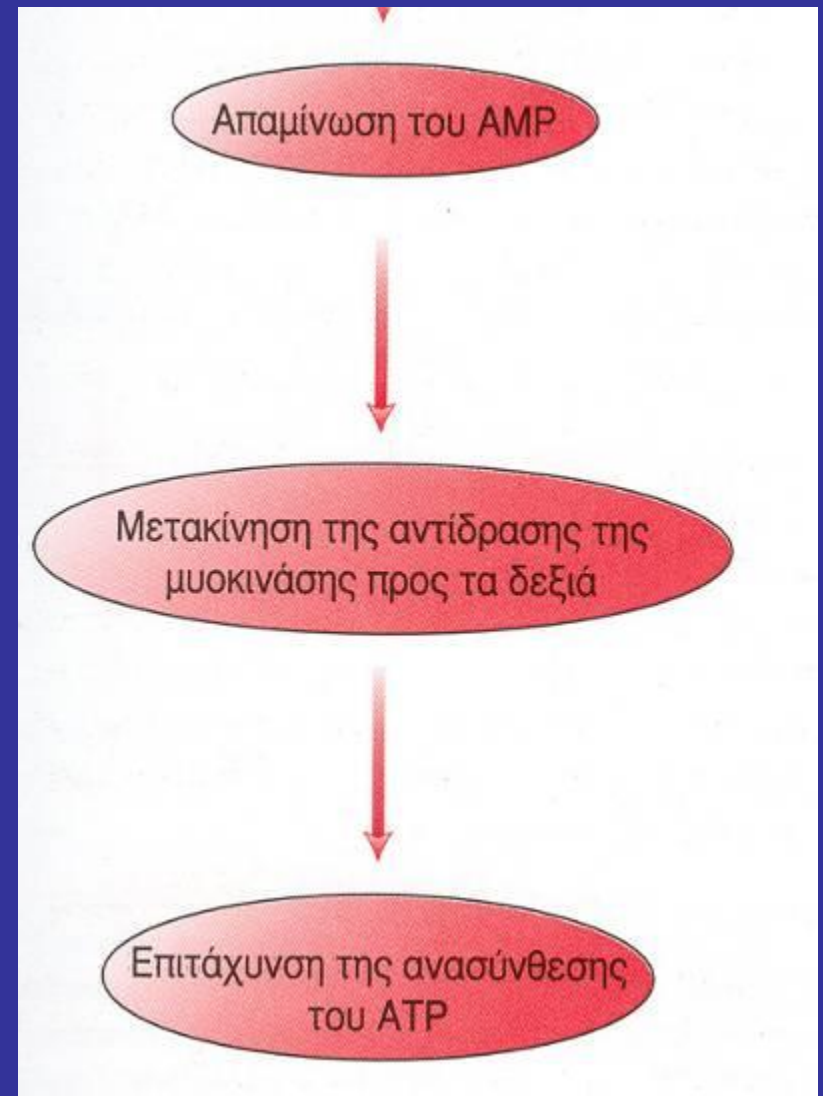 Απαμίνωση του AMP
Μετακίνηση της αντίδρασης της
μυοκινάσης προς τα δεξιά
Επιτάχυνση της ανασύνθεσης
του ATP